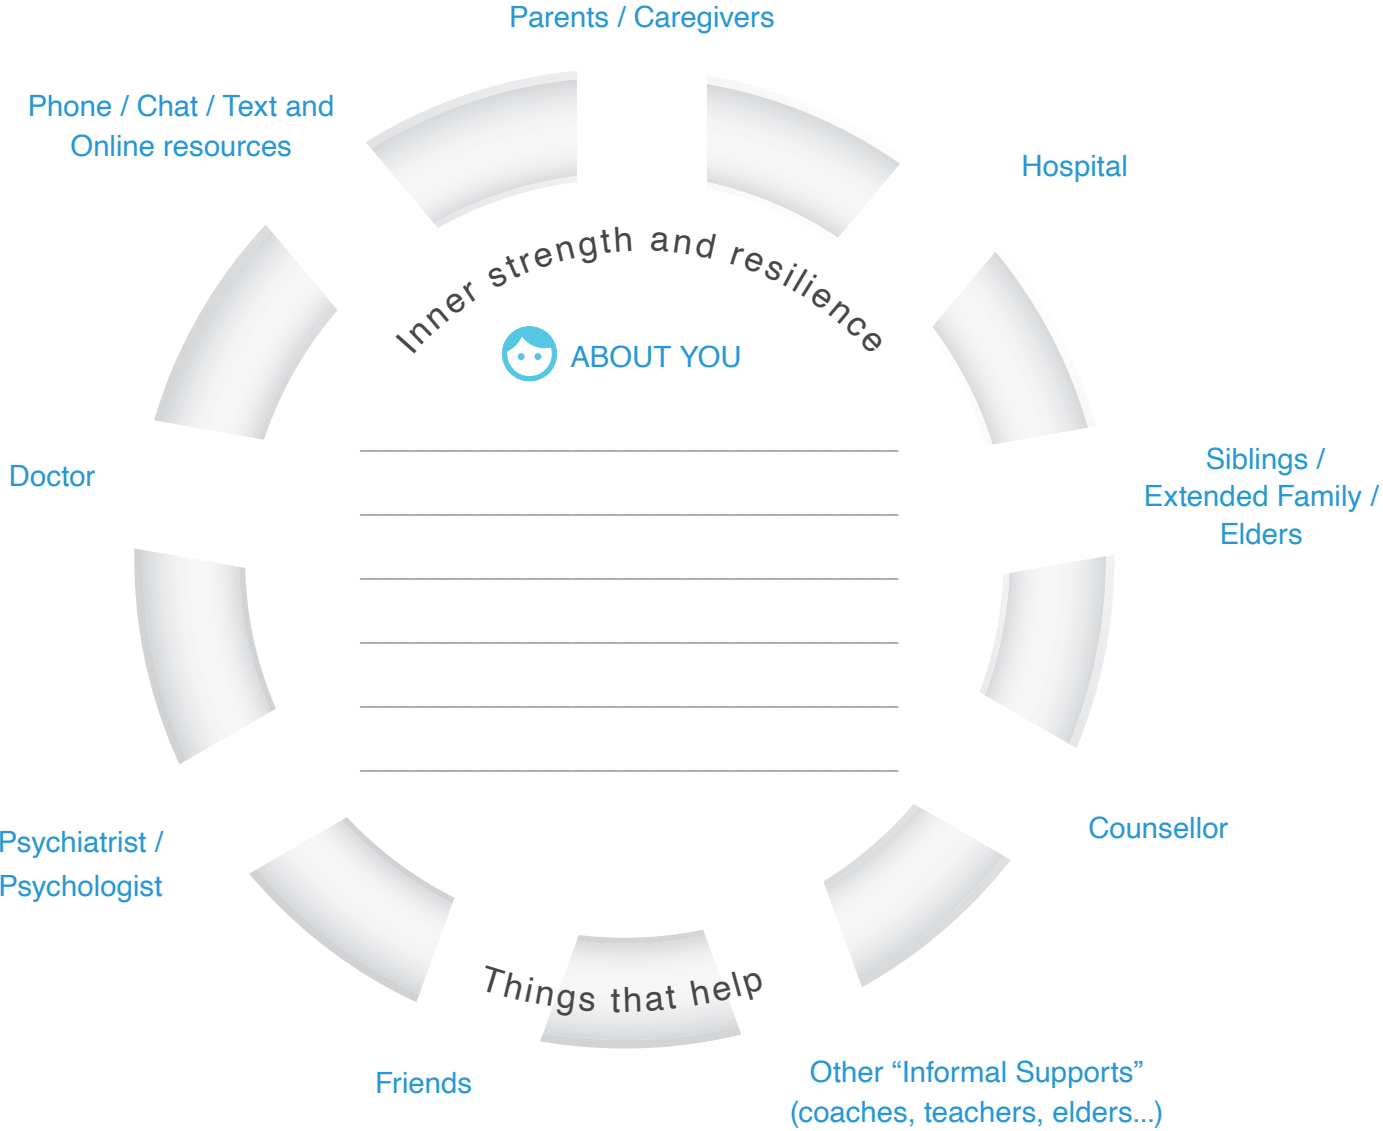 Parents / Caregivers
Phone / Chat / Text and
Online resources
Hospital
Inner strength and resilience
ABOUT YOU
Siblings /
Extended Family /
Elders
Doctor
Counsellor
Psychiatrist /
Psychologist
Things that help
Friends
Other “Informal Supports”
(coaches, teachers, elders...)